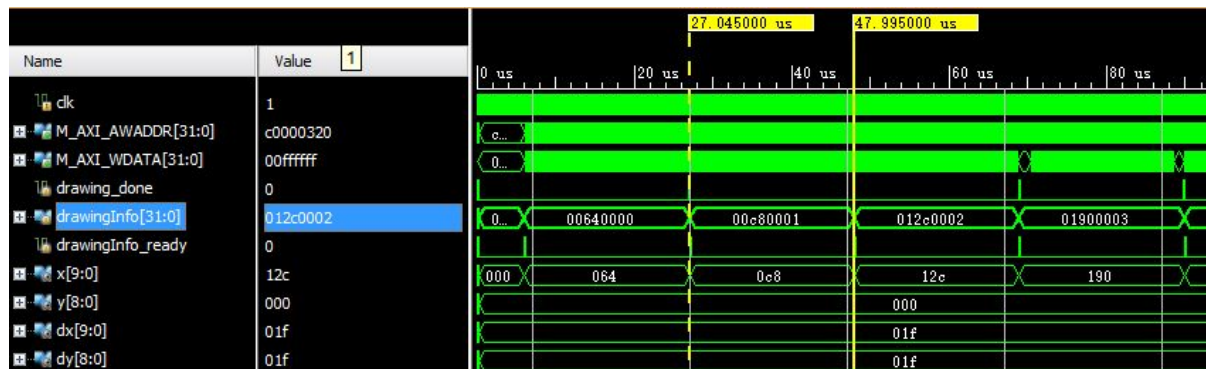 27.045000 us 47.995000 us
Name Value 1
0 us 20 us 40 us 60 us 80 us
clk 1
M_AXI_AWADDR[31:0] c0000320 c...
M_AXI_WDATA[31:0] 00ffffff 0...
drawing_done 0
drawingInfo[31:0] 012c0002 0... 00640000 00c80001 012c0002 01900003
drawingInfo_ready 0
x[9:0] 12c 000 064 0c8 12c 190
y[8:0] 000 000
dx[9:0] 01f 01f
dy[8:0] 01f 01f